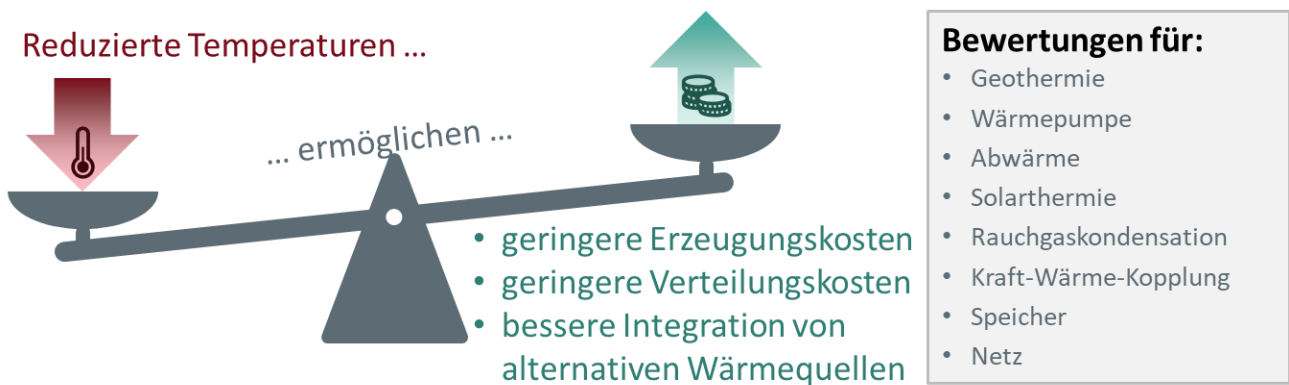 Reduzierte Temperaturen ...
... ermöglichen ...
• geringere Erzeugungskosten
• geringere Verteilungskosten
• bessere Integration von
alternativen Wärmequellen
Bewertungen für:
• Geothermie
• Wärmepumpe
• Abwärme
• Solarthermie
• Rauchgaskondensation
• Kraft-Wärme-Kopplung
• Speicher
• Netz